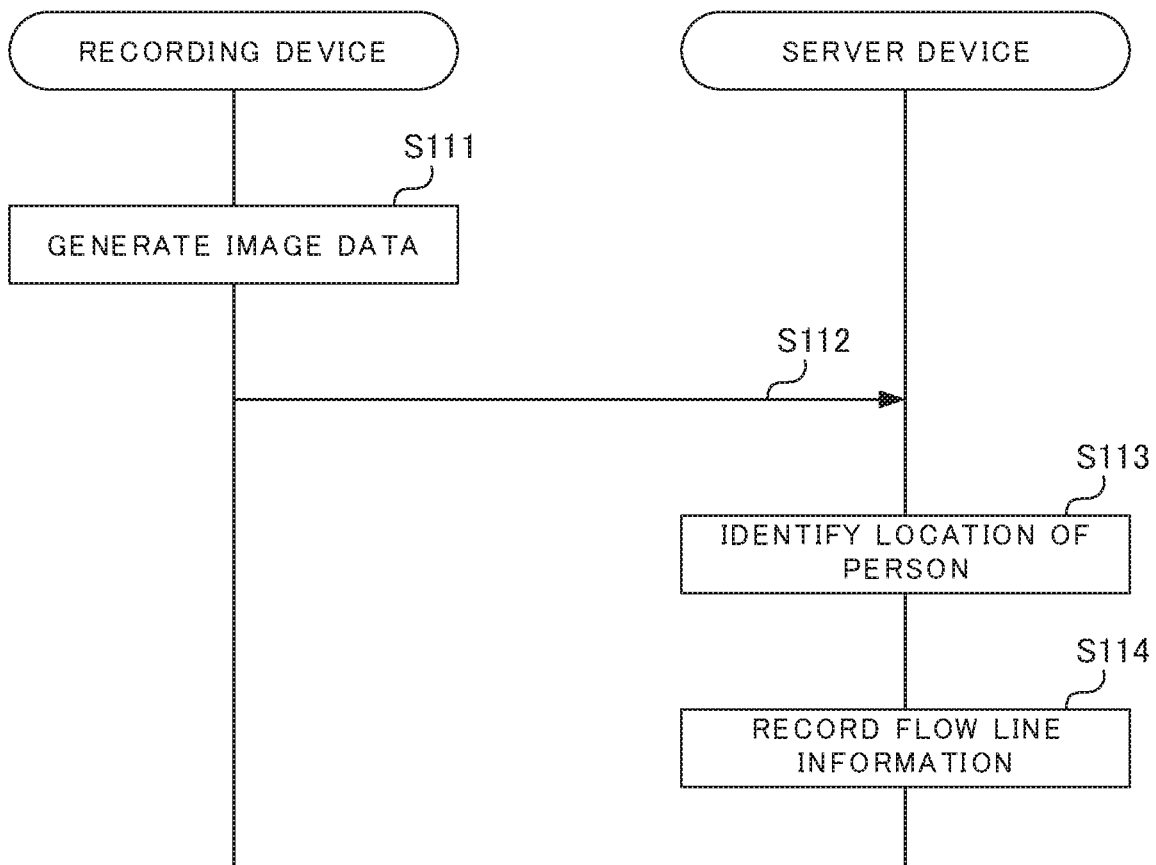 RECORDING DEVICE
SERVER DEVICE
S111
GENERATE IMAGE DATA
S112
S113
IDENTIFY LOCATION OF
PERSON
S114
RECORD FLOW LINE
INFORMATION